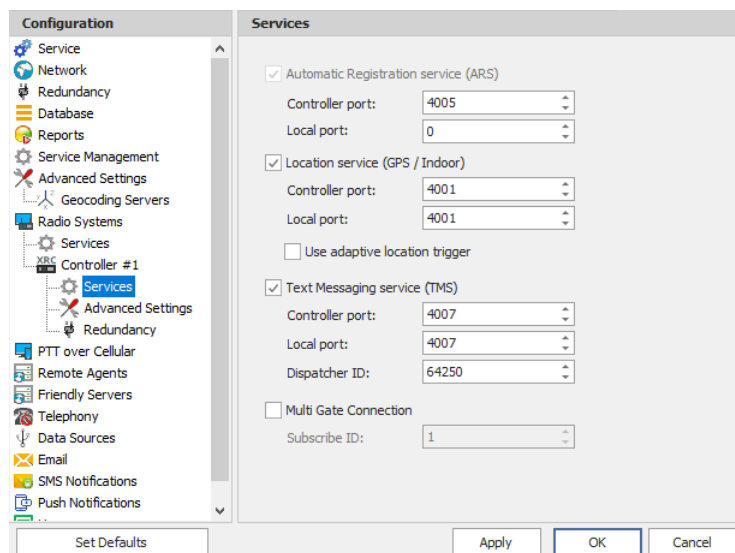 Configuration
Service
Network
Redundancy
Database
Reports
Service Management
Advanced Settings
Geocoding Servers
Radio Systems
Services
XRC Controller #1
Services
Advanced Settings
Redundancy
PTT over Cellular
Remote Agents
Friendly Servers
Telephony
Data Sources
Email
SMS Notifications
Push Notifications
Set Defaults
Services
Automatic Registration service (ARS)
Controller port: 4005
Local port: 0
Location service (GPS / Indoor)
Controller port: 4001
Local port: 4001
Use adaptive location trigger
Text Messaging service (TMS)
Controller port: 4007
Local port: 4007
Dispatcher ID: 64250
Multi Gate Connection
Subscribe ID: 1
Apply OK Cancel